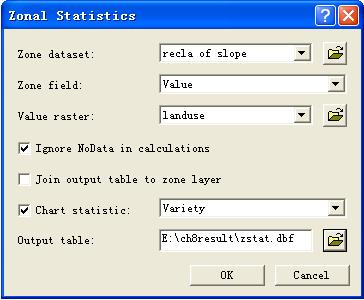 Zonal Statistics
Zone dataset: recla of slope
Zone field: Value
Value raster: landuse
Ignore NoData in calculations
Join output table to zone layer
Chart statistic: Variety
Output table: E:\ch8result\zstat.dbf
OK Cancel